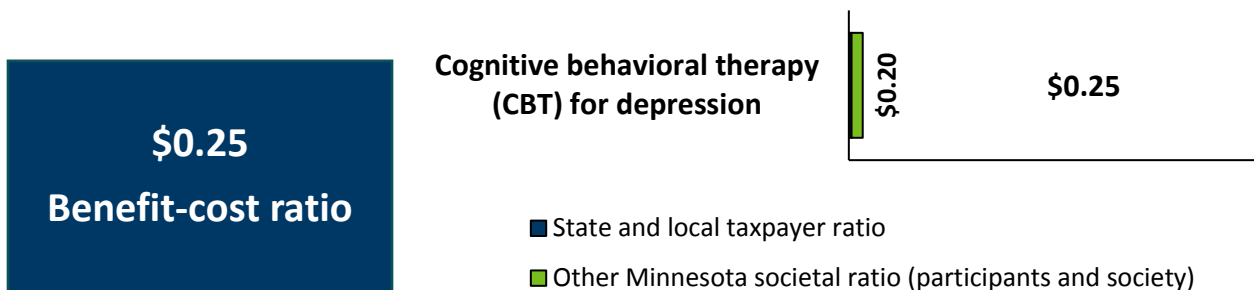 $0.25
Benefit-cost ratio
Cognitive behavioral therapy
(CBT) for depression
$0.20
$0.25
State and local taxpayer ratio
Other Minnesota societal ratio (participants and society)